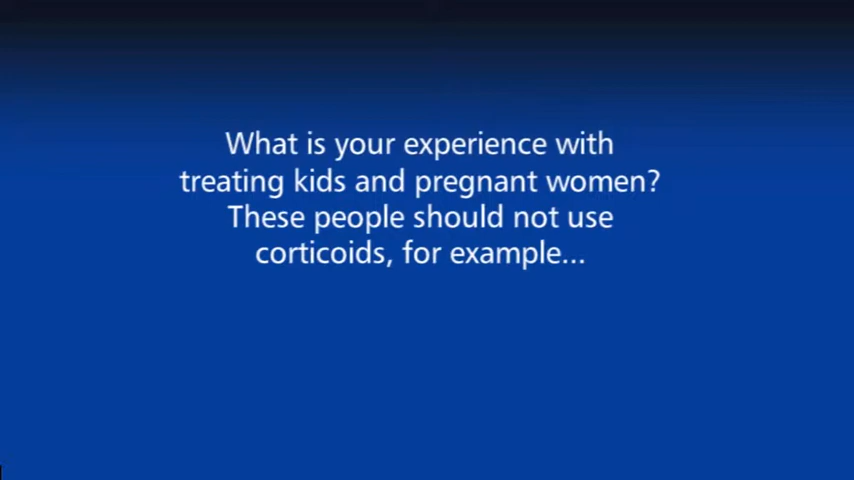 What is your experience with
treating kids and pregnant women?
These people should not use
corticoids, for example...